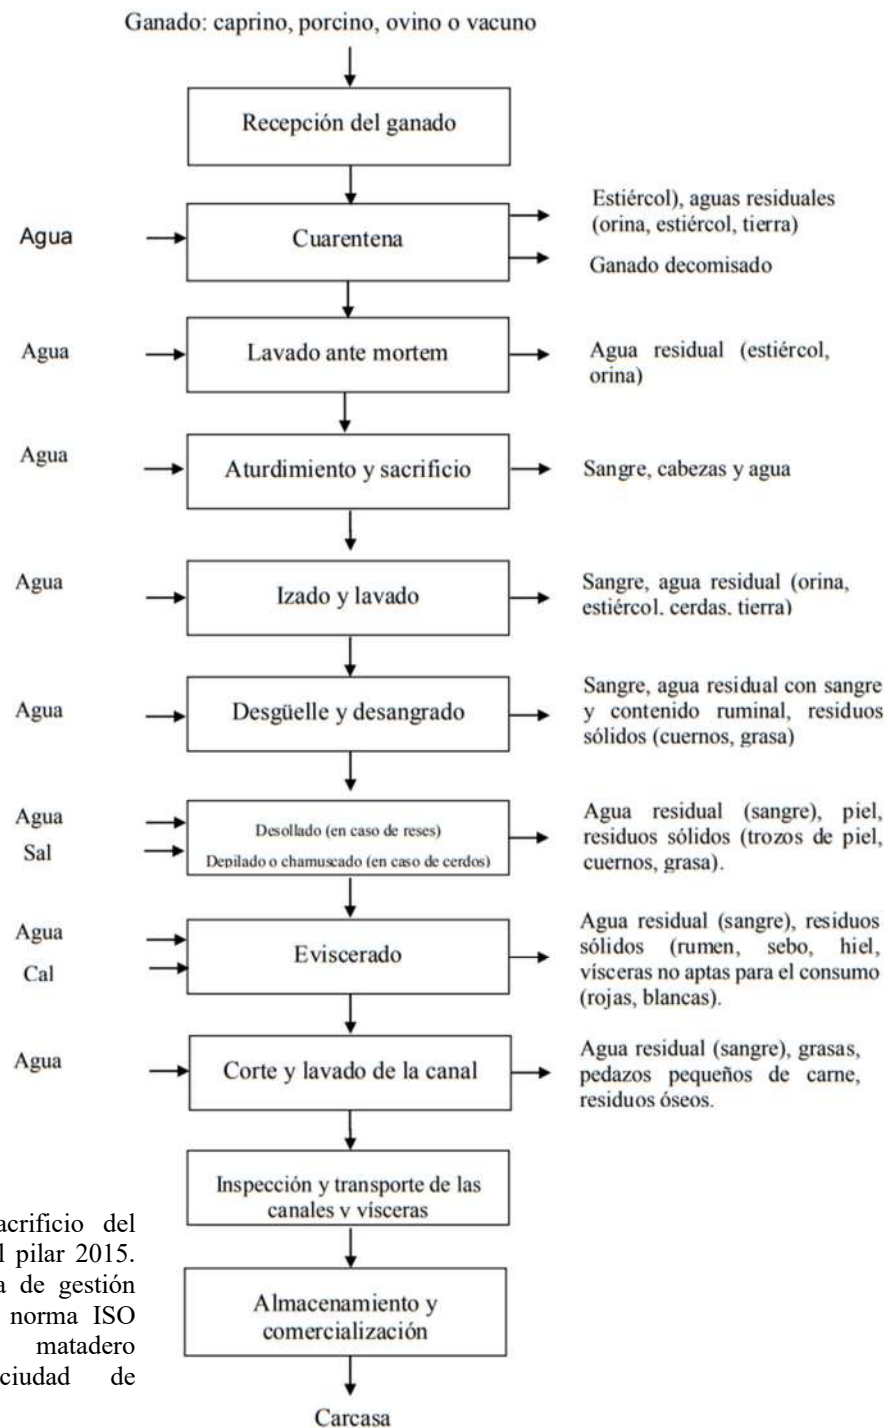 Ganado: caprino, porcino, ovino o vacuno
Recepción del ganado
Agua
Cuarentena
Estiércol), aguas residuales
(orina, estiércol, tierra)
Ganado decomisado
Agua
Lavado ante mortem
Agua residual (estiércol,
orina)
Agua
Aturdimiento y sacrificio
Sangre, cabezas y agua
Agua
Izado y lavado
Sangre, agua residual (orina,
estiércol, cerdas, tierra)
Agua
Desgüelle y desangrado
Sangre, agua residual con sangre
y contenido ruminal, residuos
sólidos (cuernos, grasa)
Agua
Sal
Desollado (en caso de reses)
Depilado o chamuscado (en caso de cerdos)
Agua residual (sangre), piel,
residuos sólidos (trozos de piel,
cuernos, grasa).
Agua
Cal
Eviscerado
Agua residual (sangre), residuos
sólidos (rumen, sebo, hiel,
vísceras no aptas para el consumo
(rojas, blancas).
Agua
Corte y lavado de la canal
Agua residual (sangre), grasas,
pedazos pequeños de carne,
residuos óseos.
Inspección y transporte de las
canales y vísceras
Almacenamiento y
comercialización
Carcasa
acrificio del
l pilar 2015.
a de gestión
norma ISO
matadero
ciudad de